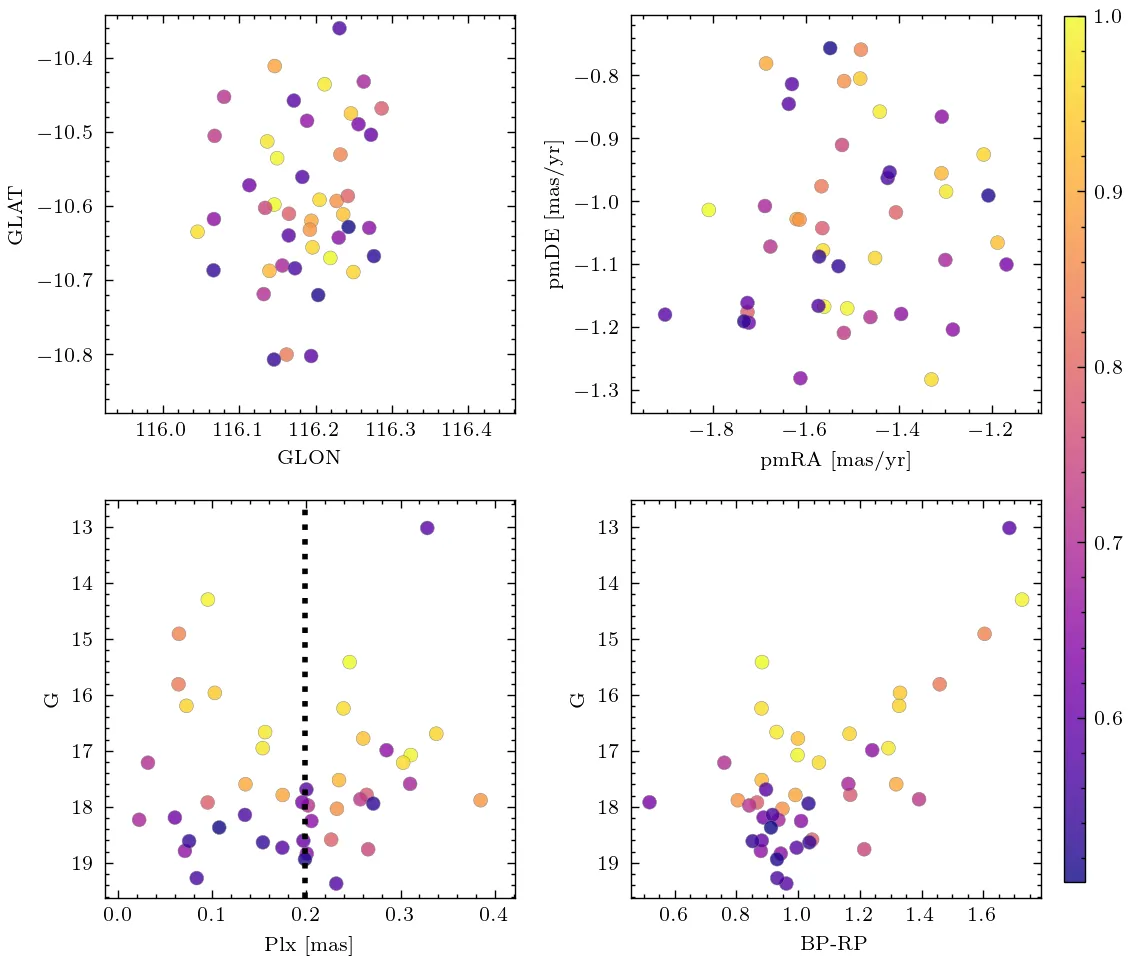 −10.4
−10.5
−10.6
−10.7
−10.8
GLAT
116.0 116.1 116.2 116.3 116.4
GLON
−0.8
−0.9
−1.0
−1.1
−1.2
−1.3
pmDE [mas/yr]
−1.8 −1.6 −1.4 −1.2
pmRA [mas/yr]
13
14
15
16
17
18
19
G
0.0 0.1 0.2 0.3 0.4
Plx [mas]
13
14
15
16
17
18
19
G
0.6 0.8 1.0 1.2 1.4 1.6
BP-RP
1.0
0.9
0.8
0.7
0.6